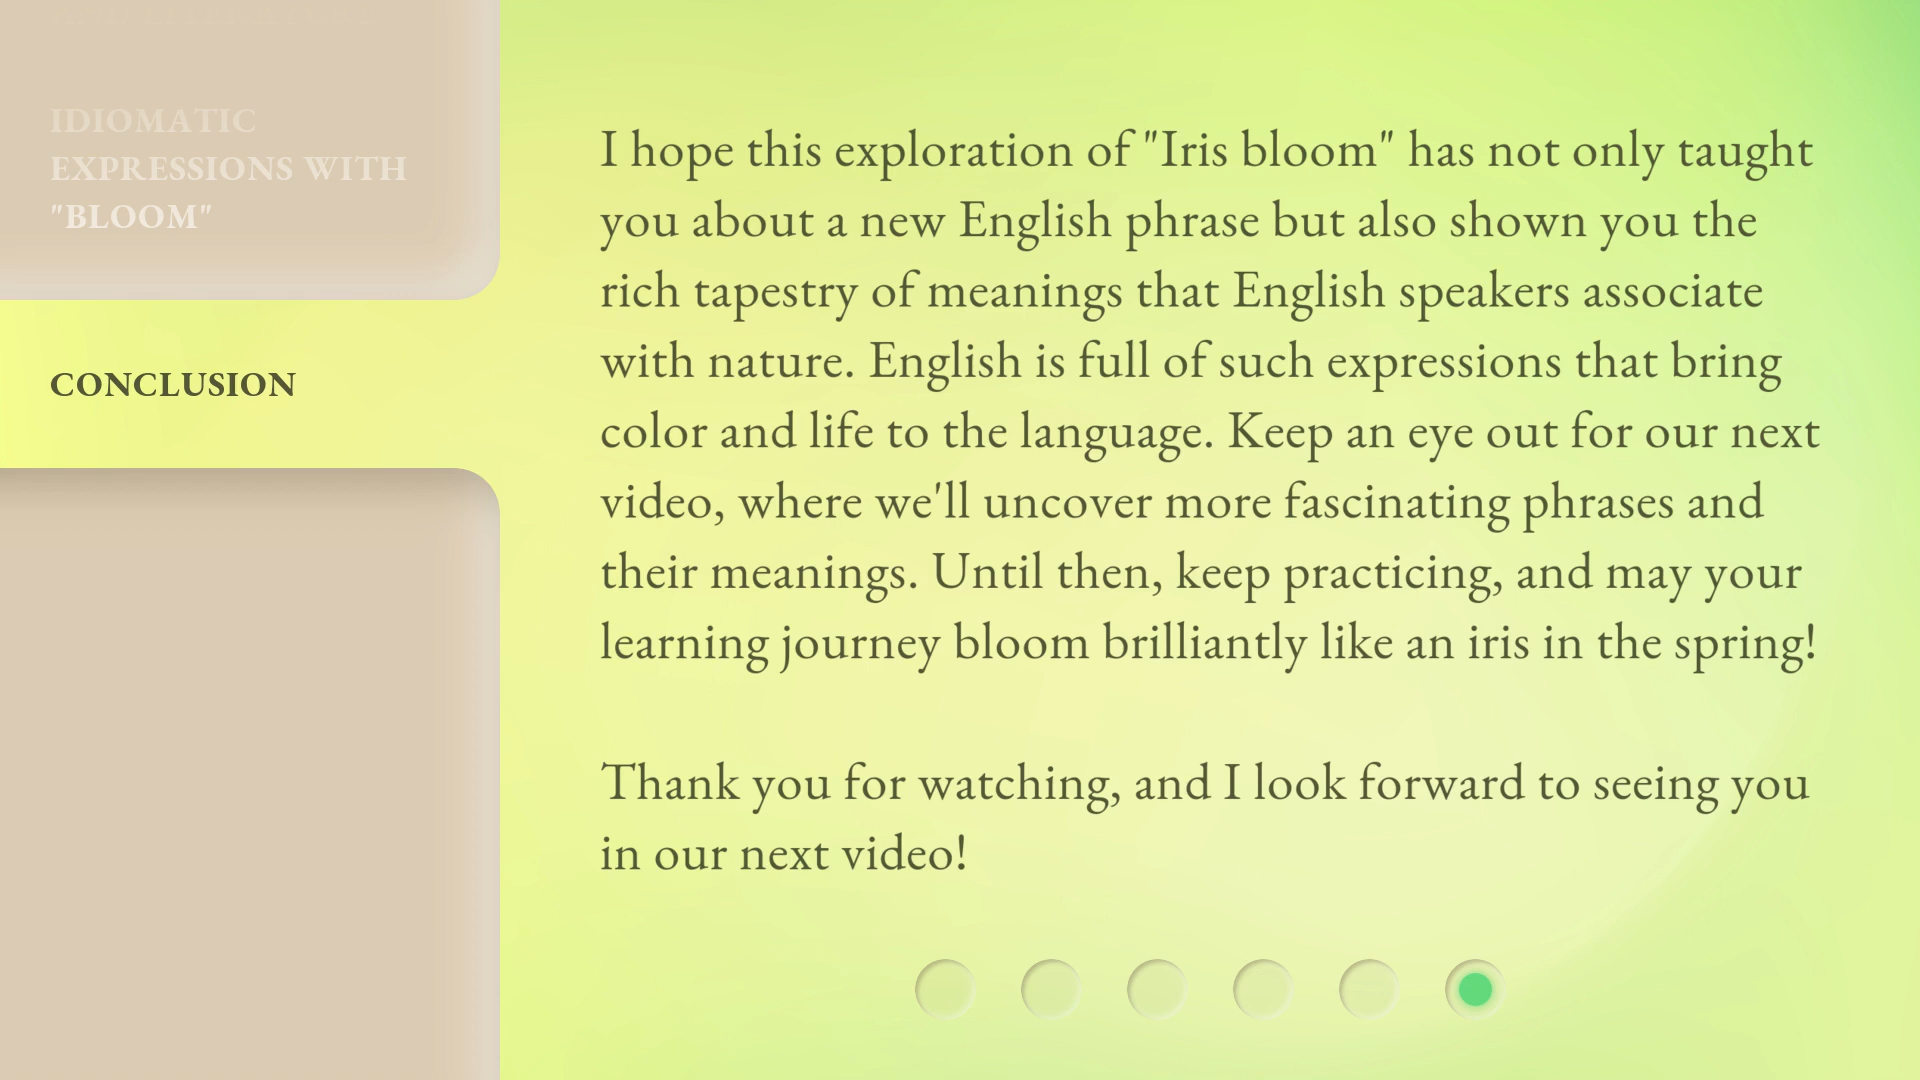 IDIOMATIC
EXPRESSIONS WITH
"BLOOM"
CONCLUSION
I hope this exploration of "Iris bloom" has not only taught
you about a new English phrase but also shown you the
rich tapestry of meanings that English speakers associate
with nature. English is full of such expressions that bring
color and life to the language. Keep an eye out for our next
video, where we'll uncover more fascinating phrases and
their meanings. Until then, keep practicing, and may your
learning journey bloom brilliantly like an iris in the spring!
Thank you for watching, and I look forward to seeing you
in our next video!